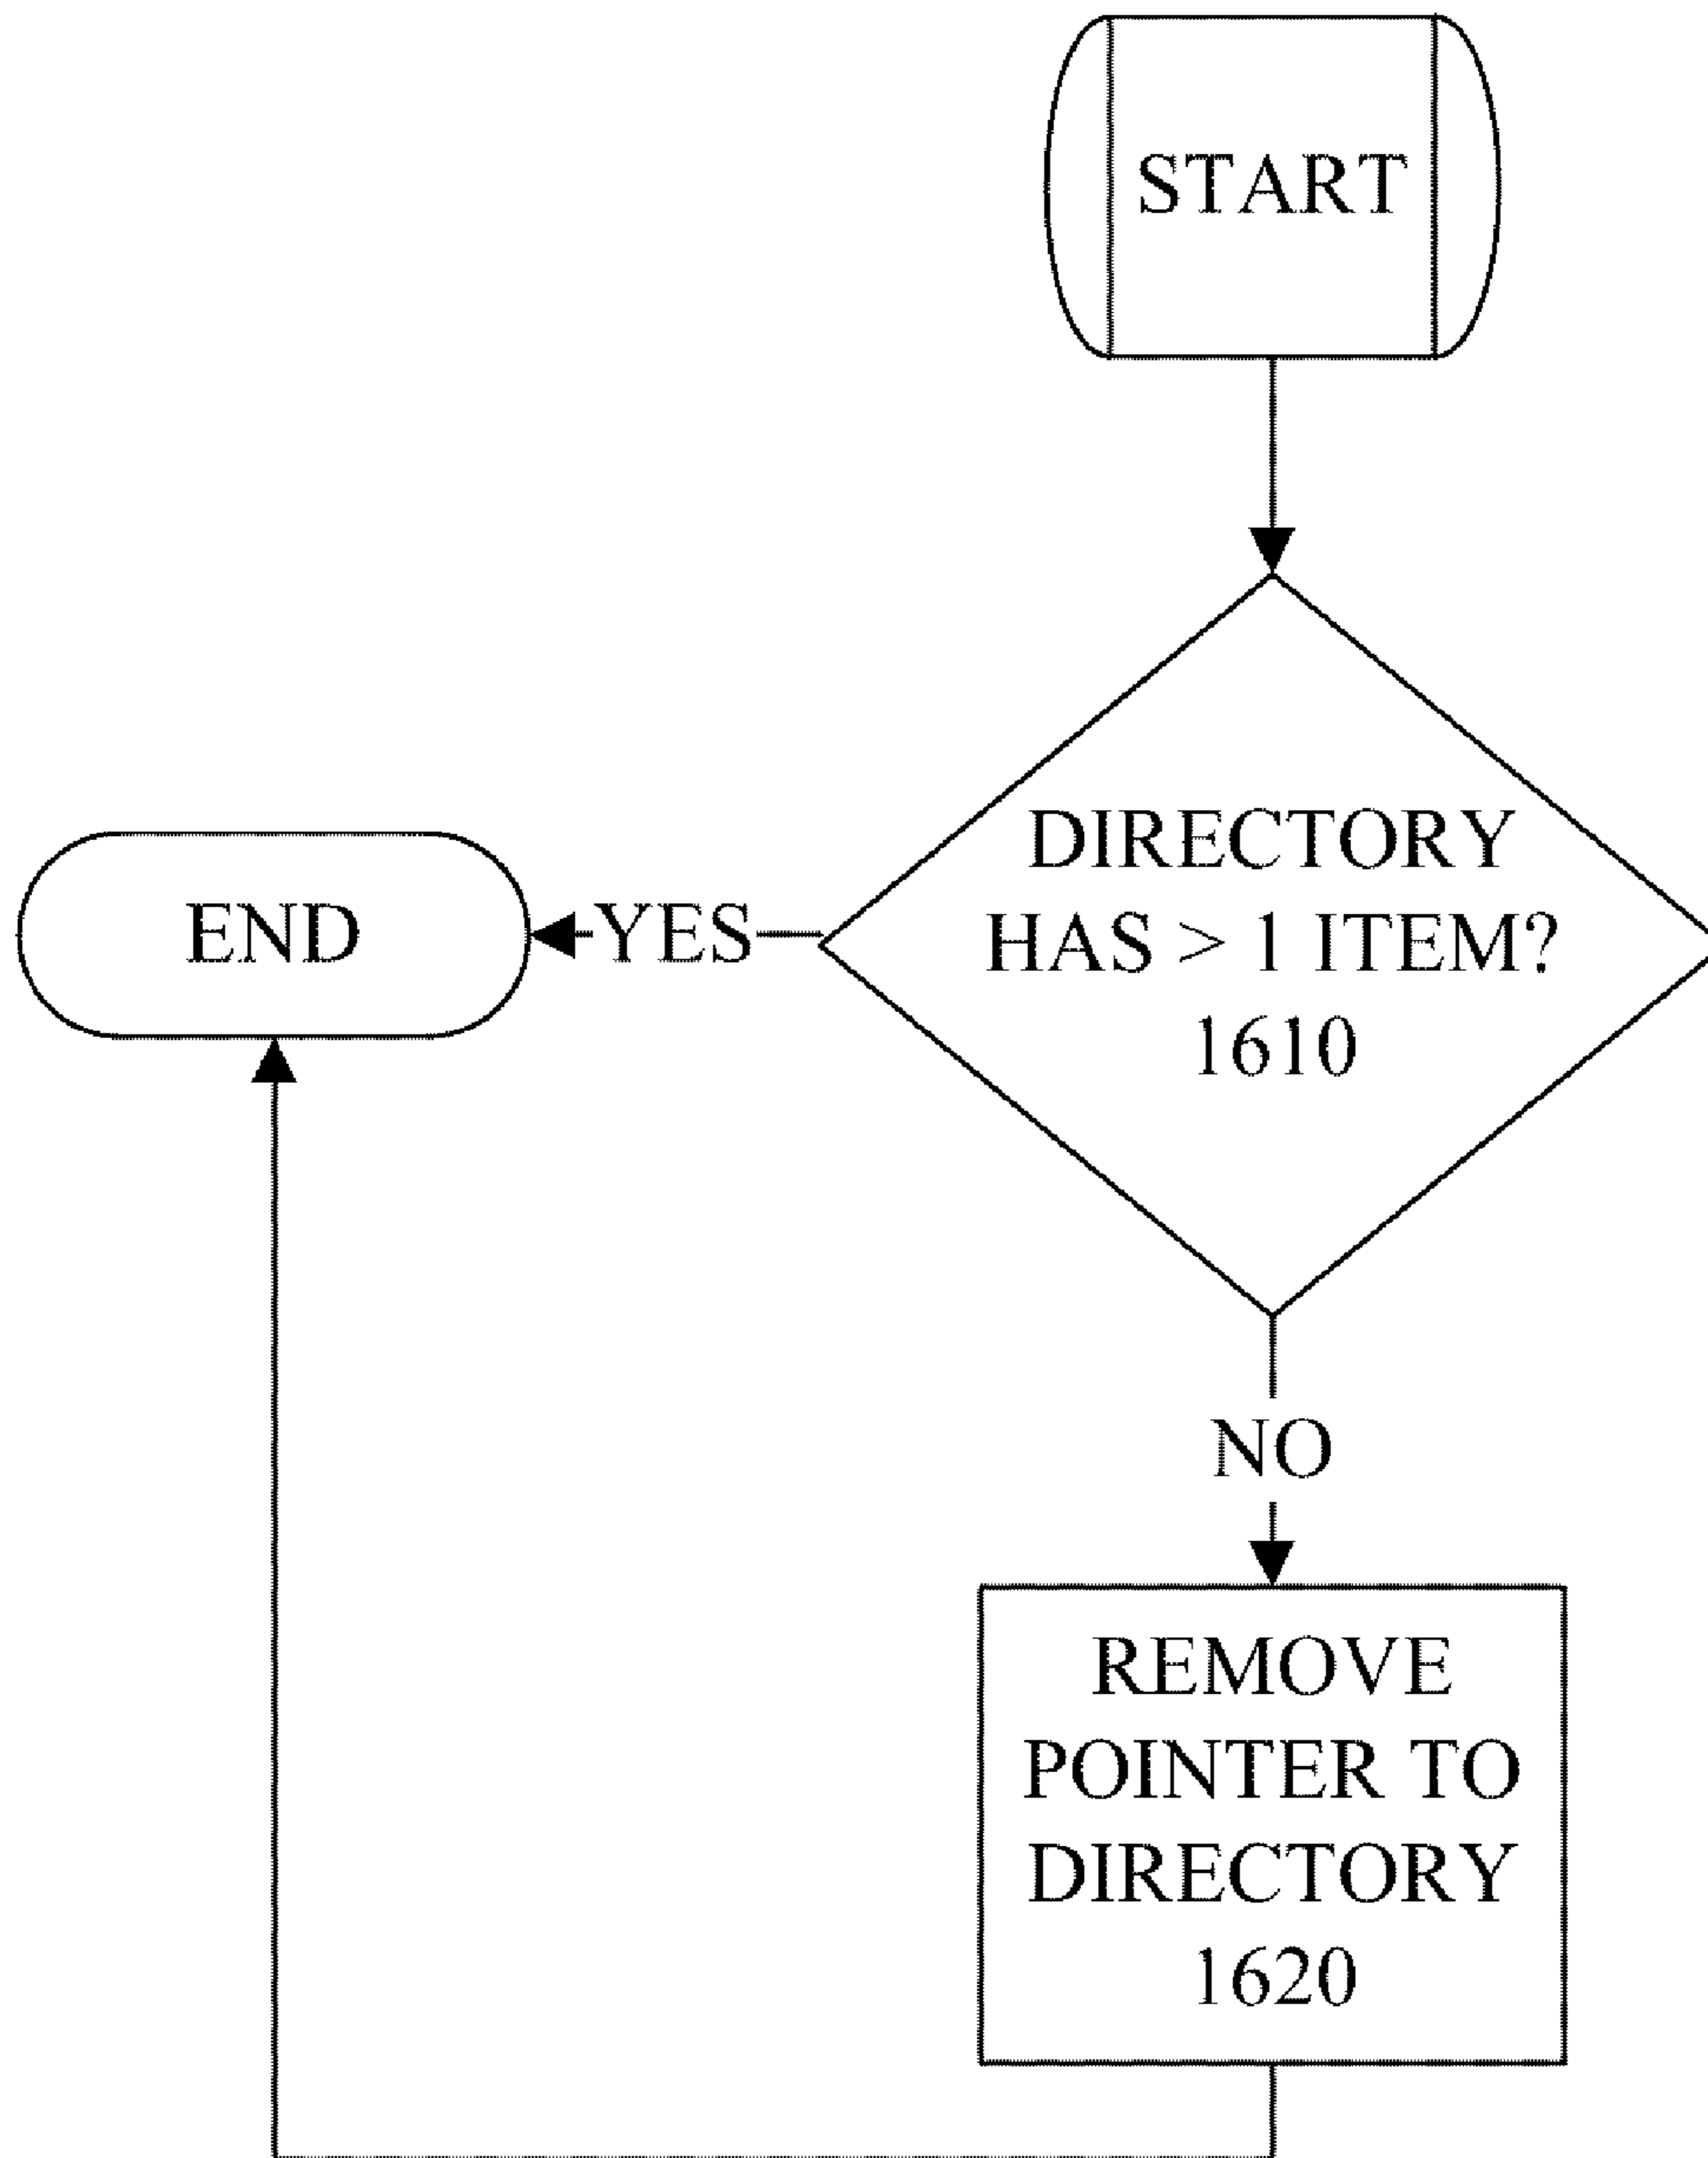 START
DIRECTORY
HAS > 1 ITEM?
1610
YES
END
NO
REMOVE
POINTER TO
DIRECTORY
1620